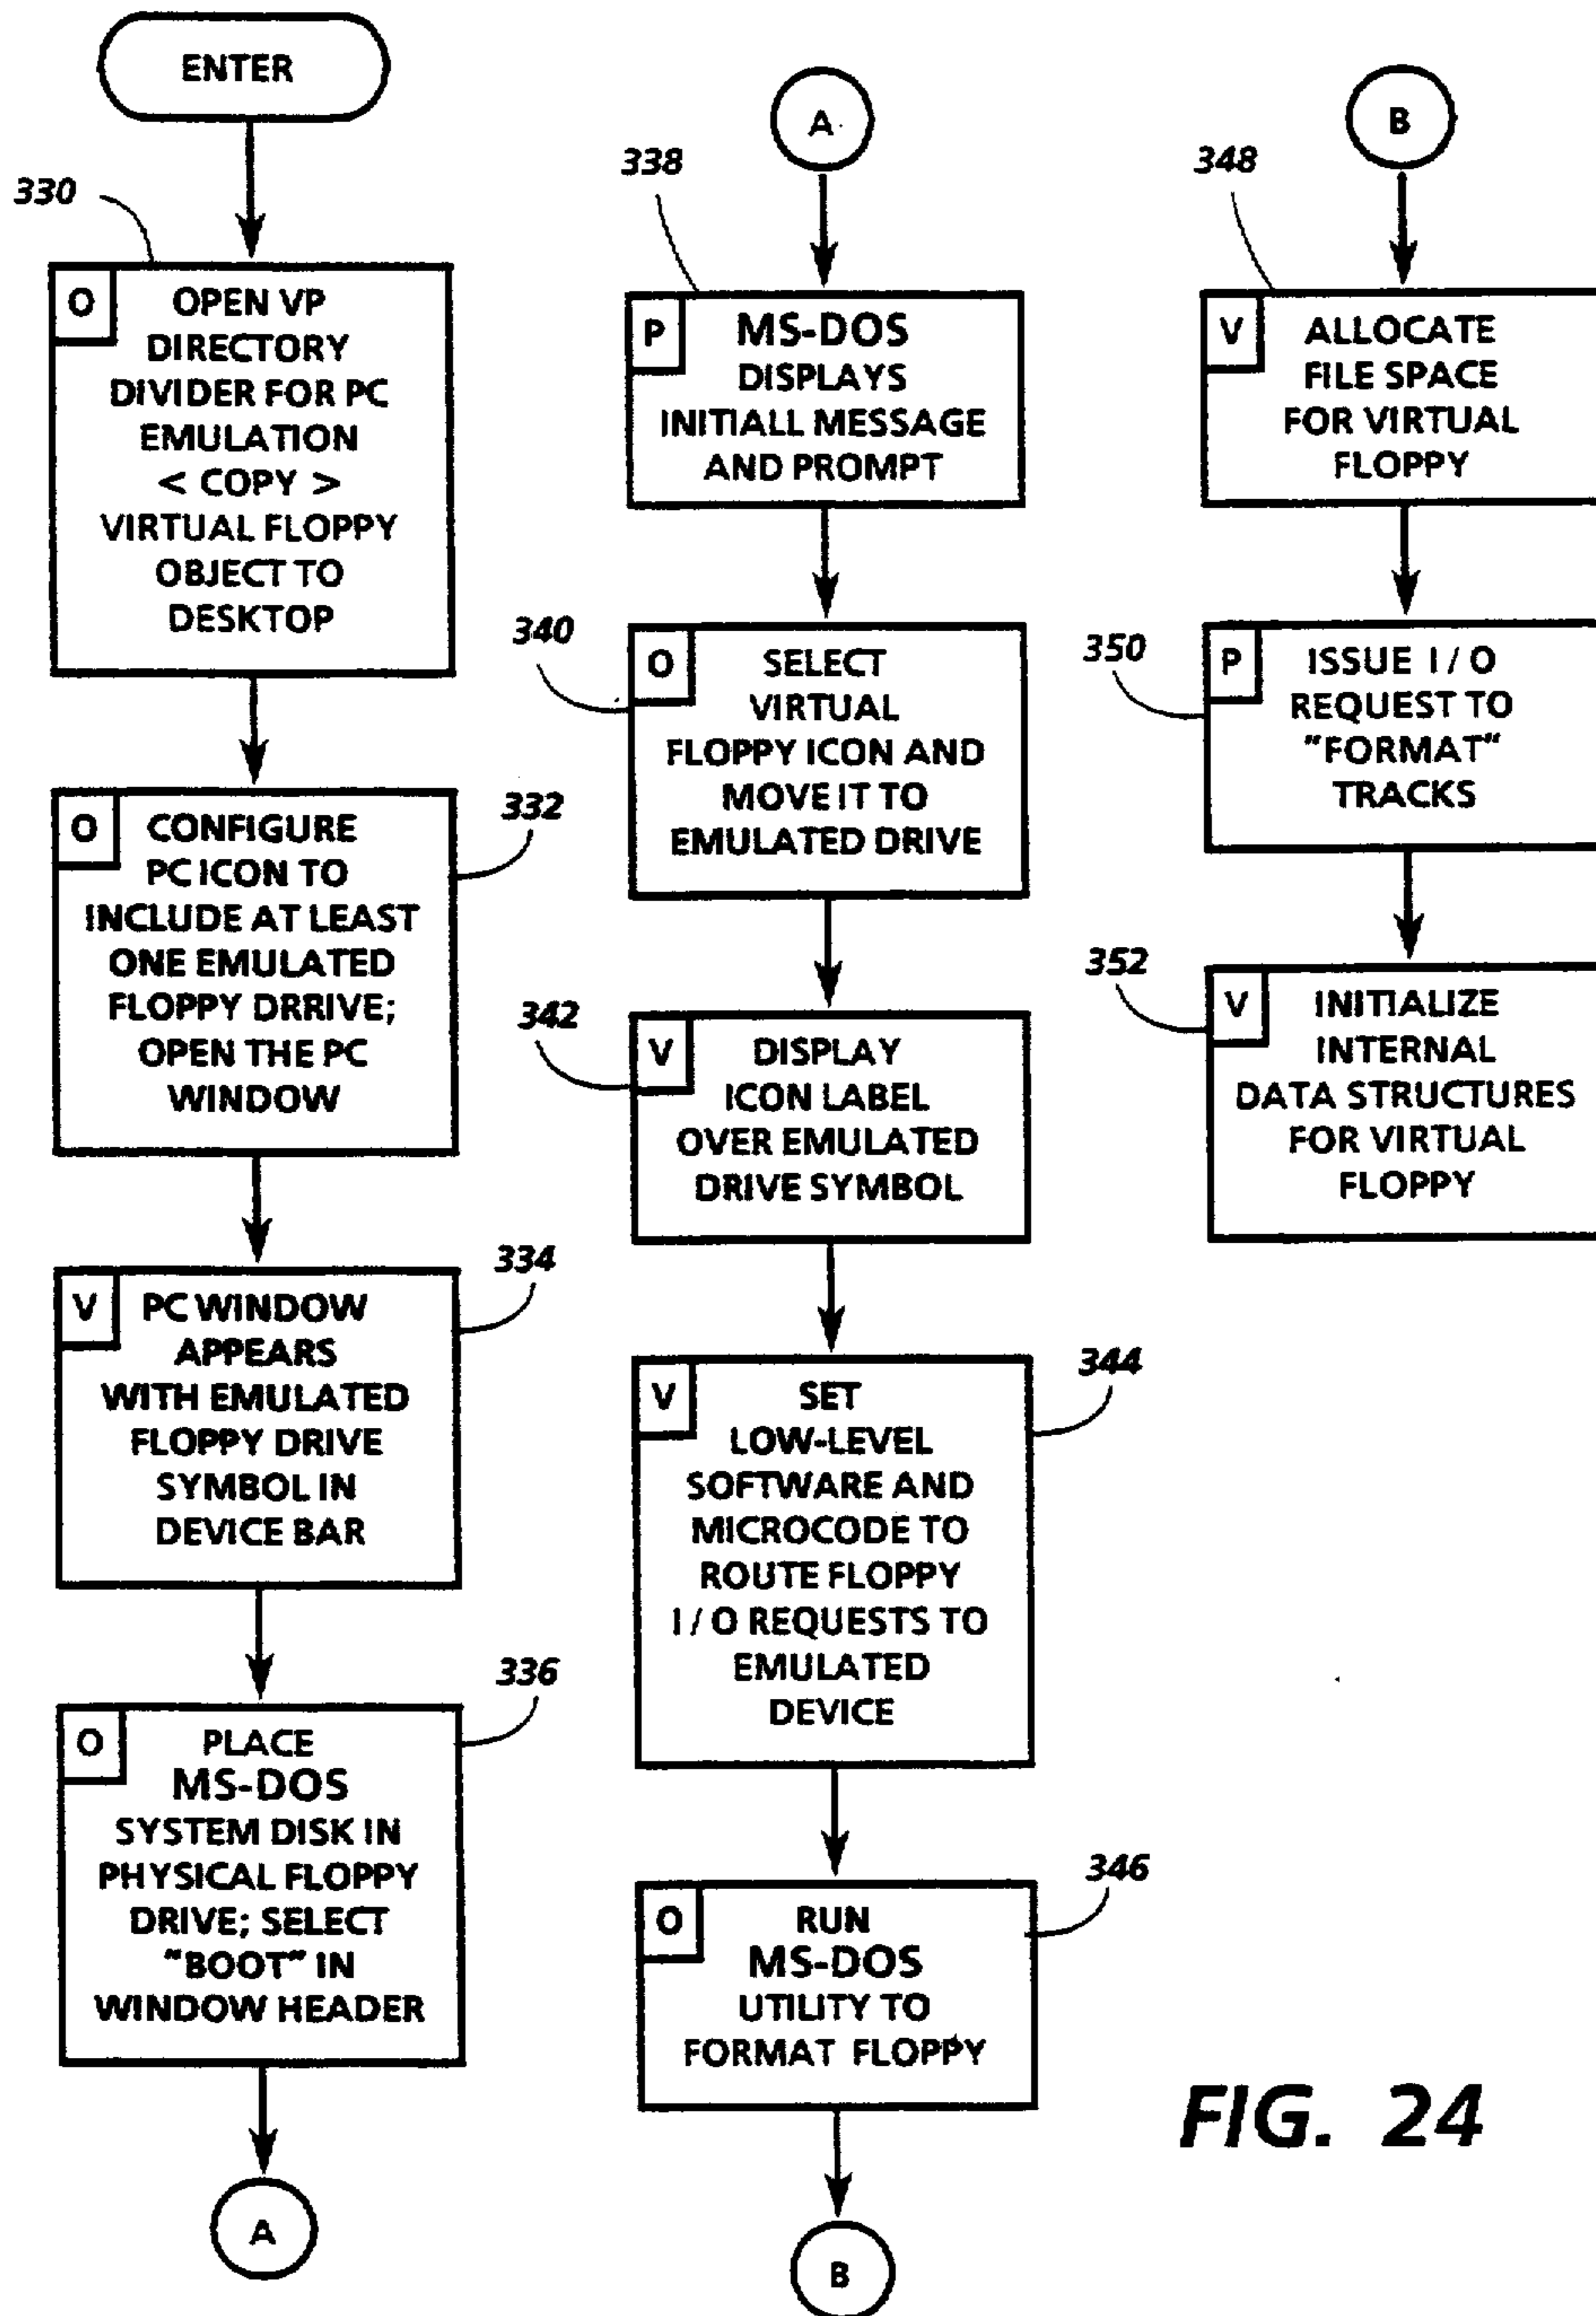 ENTER
330
O
OPEN VP
DIRECTORY
DIVIDER FOR PC
EMULATION
< COPY >
VIRTUAL FLOPPY
OBJECT TO
DESKTOP
332
O
CONFIGURE
PC ICON TO
INCLUDE AT LEAST
ONE EMULATED
FLOPPY DRRIVE;
OPEN THE PC
WINDOW
334
V
PC WINDOW
APPEARS
WITH EMULATED
FLOPPY DRIVE
SYMBOL IN
DEVICE BAR
336
O
PLACE
MS-DOS
SYSTEM DISK IN
PHYSICAL FLOPPY
DRIVE; SELECT
"BOOT" IN
WINDOW HEADER
A
A
338
P
MS-DOS
DISPLAYS
INITIALL MESSAGE
AND PROMPT
340
O
SELECT
VIRTUAL
FLOPPY ICON AND
MOVE IT TO
EMULATED DRIVE
342
V
DISPLAY
ICON LABEL
OVER EMULATED
DRIVE SYMBOL
344
V
SET
LOW-LEVEL
SOFTWARE AND
MICROCODE TO
ROUTE FLOPPY
I / O REQUESTS TO
EMULATED
DEVICE
346
O
RUN
MS-DOS
UTILITY TO
FORMAT FLOPPY
B
B
348
V
ALLOCATE
FILE SPACE
FOR VIRTUAL
FLOPPY
350
P
ISSUE I / O
REQUEST TO
"FORMAT"
TRACKS
352
V
INITIALIZE
INTERNAL
DATA STRUCTURES
FOR VIRTUAL
FLOPPY
FIG. 24